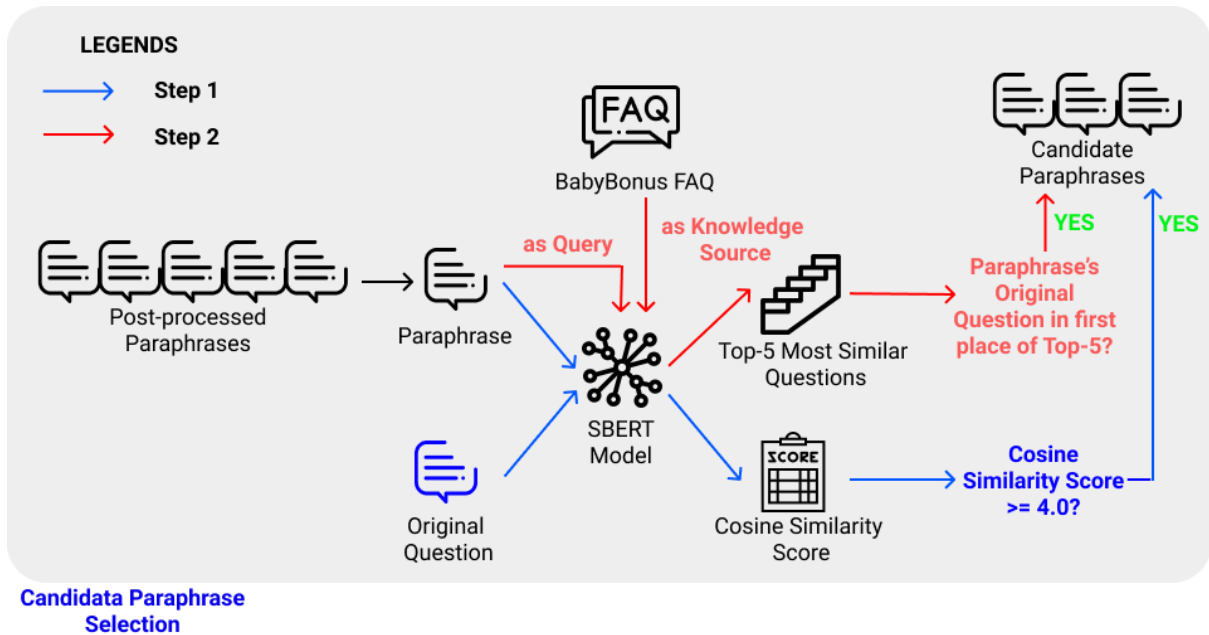 LEGENDS
Step 1
Step 2
FAQ
BabyBonus FAQ
Candidate
Paraphrases
YES
YES
as Query
as Knowledge
Source
Post-processed
Paraphrases
Paraphrase
Top-5 Most Similar
Questions
Paraphrase's
Original
Question in first
place of Top-5?
SBERT
Model
Original
Question
SCORE
Cosine Similarity
Score
Cosine
Similarity Score
>= 4.0?
Candidata Paraphrase
Selection